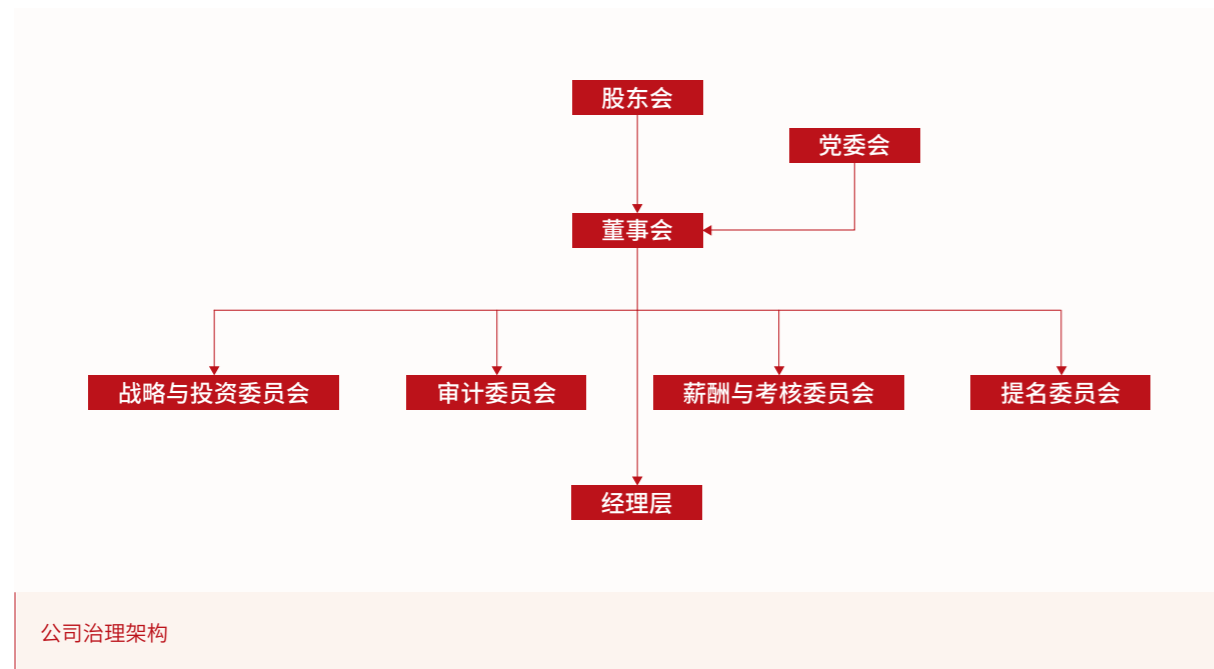 股东会
党委会
董事会
战略与投资委员会
审计委员会
薪酬与考核委员会
提名委员会
经理层
公司治理架构